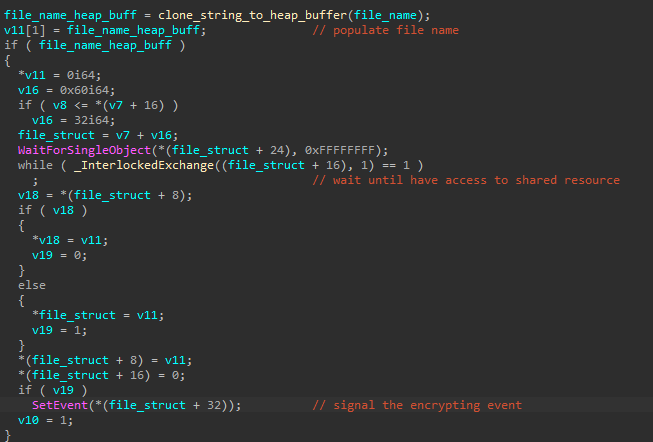 file_name_heap_buff = clone_string_to_heap_buffer(file_name);
v11[1] = file_name_heap_buff; // populate file name
if ( file_name_heap_buff )
{
*v11 = 0i64;
v16 = 0x60i64;
if ( v8 <= *(v7 + 16) )
v16 = 32i64;
file_struct = v7 + v16;
WaitForSingleObject(*(file_struct + 24), 0xFFFFFFFF);
while ( _InterlockedExchange((file_struct + 16), 1) == 1 )
; // wait until have access to shared resource
v18 = *(file_struct + 8);
if ( v18 )
{
*v18 = v11;
v19 = 0;
}
else
{
*file_struct = v11;
v19 = 1;
}
*(file_struct + 8) = v11;
*(file_struct + 16) = 0;
if ( v19 )
SetEvent(*(file_struct + 32)); // signal the encrypting event
v10 = 1;
}